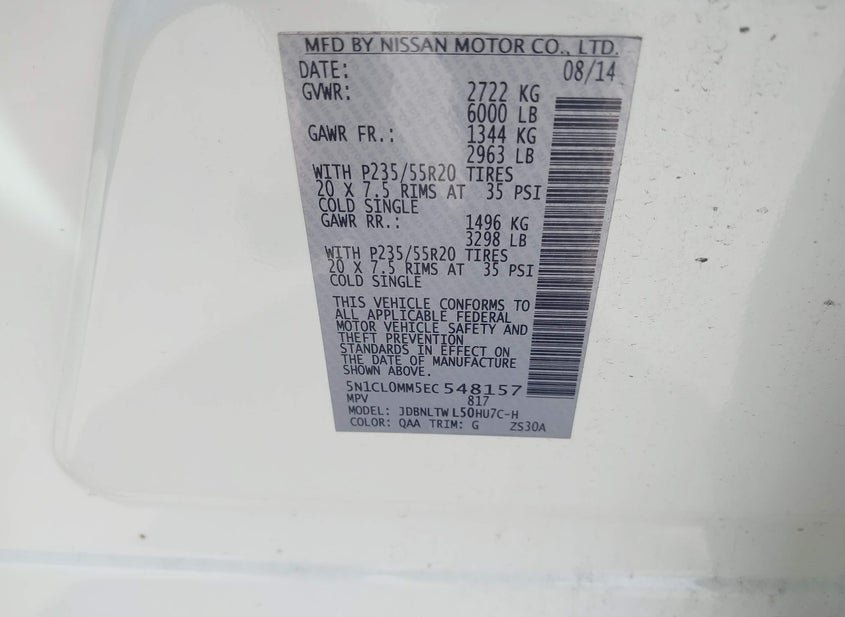 MFD BY NISSAN MOTOR CO., LTD.
DATE: 08/14
GVWR: 2722 KG
6000 LB
GAWR FR.: 1344 KG
2963 LB
WITH P235/55R20 TIRES
20 X 7.5 RIMS AT 35 PSI
COLD SINGLE
GAWR RR.: 1496 KG
3298 LB
WITH P235/55R20 TIRES
20 X 7.5 RIMS AT 35 PSI
COLD SINGLE
THIS VEHICLE CONFORMS TO
ALL APPLICABLE FEDERAL
MOTOR VEHICLE SAFETY AND
THEFT PREVENTION
STANDARDS IN EFFECT ON
THE DATE OF MANUFACTURE
SHOWN ABOVE.
5N1CL0MM5EC548157
MPV 817
MODEL: JDBNLTW L50HU7C-H
COLOR: QAA TRIM: G ZS30A